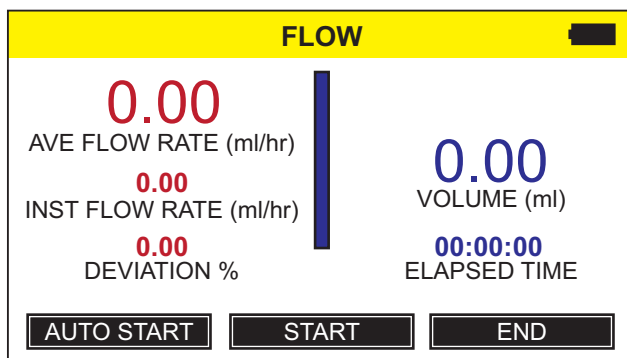 FLOW
0.00
AVE FLOW RATE (ml/hr)
0.00
INST FLOW RATE (ml/hr)
0.00
DEVIATION %
0.00
VOLUME (ml)
00:00:00
ELAPSED TIME
AUTO START
START
END